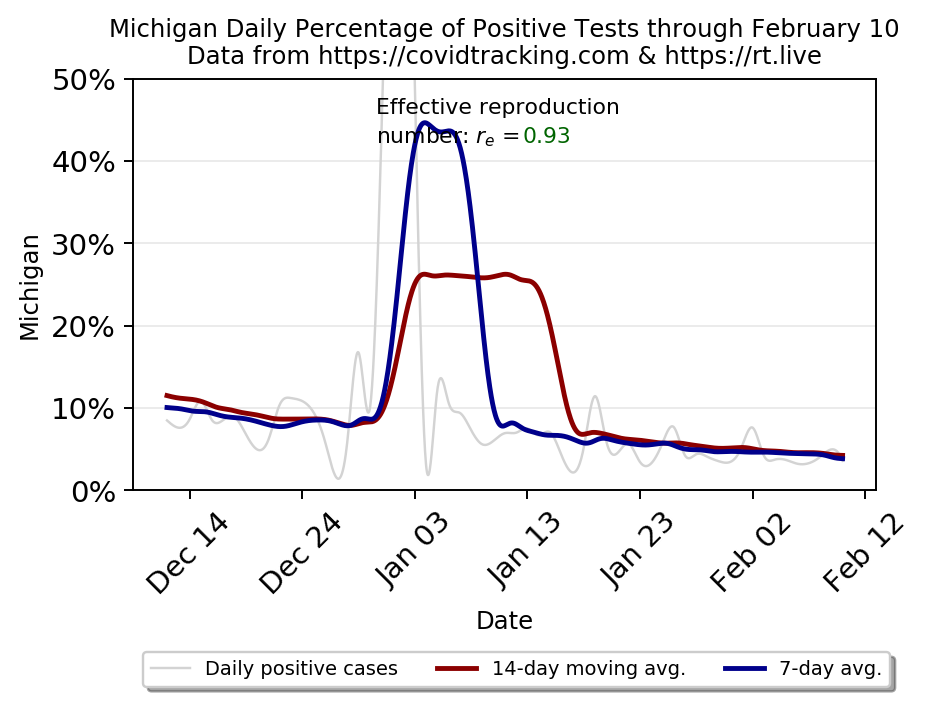 Michigan Daily Percentage of Positive Tests through February 10
Data from https://covidtracking.com & https://rt.live
50%
40%
30%
20%
10%
0%
Michigan
Effective reproduction
number: rₑ = 0.93
Dec 14
Dec 24
Jan 03
Jan 13
Jan 23
Feb 02
Feb 12
Date
Daily positive cases
14-day moving avg.
7-day avg.